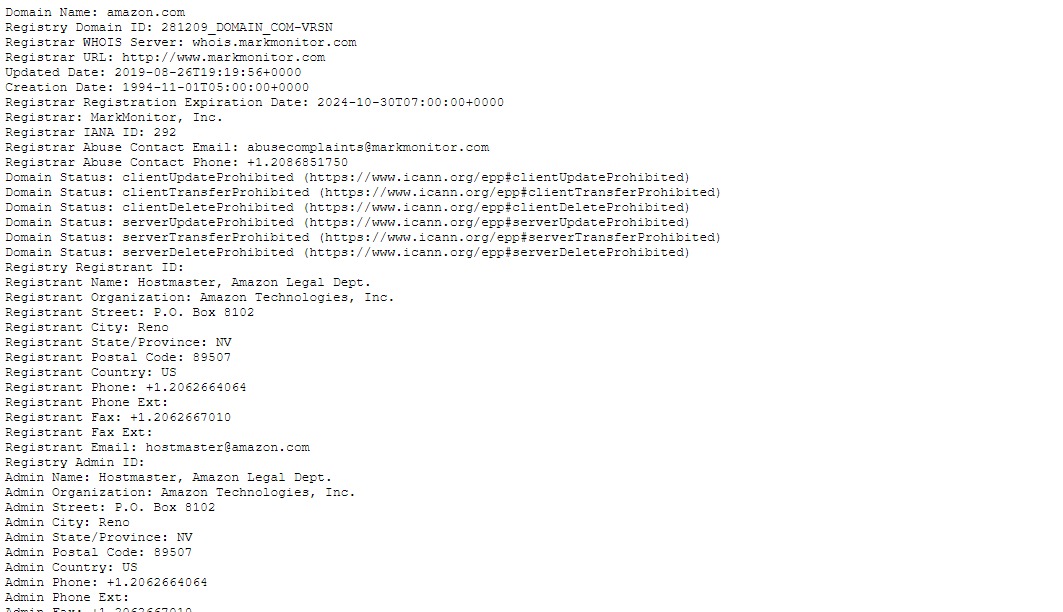 Domain Name: amazon.com
Registry Domain ID: 281209_DOMAIN_COM-VRSN
Registrar WHOIS Server: whois.markmonitor.com
Registrar URL: http://www.markmonitor.com
Updated Date: 2019-08-26T19:19:56+0000
Creation Date: 1994-11-01T05:00:00+0000
Registrar Registration Expiration Date: 2024-10-30T07:00:00+0000
Registrar: MarkMonitor, Inc.
Registrar IANA ID: 292
Registrar Abuse Contact Email: abusecomplaints@markmonitor.com
Registrar Abuse Contact Phone: +1.2086851750
Domain Status: clientUpdateProhibited (https://www.icann.org/epp#clientUpdateProhibited)
Domain Status: clientTransferProhibited (https://www.icann.org/epp#clientTransferProhibited)
Domain Status: clientDeleteProhibited (https://www.icann.org/epp#clientDeleteProhibited)
Domain Status: serverUpdateProhibited (https://www.icann.org/epp#serverUpdateProhibited)
Domain Status: serverTransferProhibited (https://www.icann.org/epp#serverTransferProhibited)
Domain Status: serverDeleteProhibited (https://www.icann.org/epp#serverDeleteProhibited)
Registry Registrant ID:
Registrant Name: Hostmaster, Amazon Legal Dept.
Registrant Organization: Amazon Technologies, Inc.
Registrant Street: P.O. Box 8102
Registrant City: Reno
Registrant State/Province: NV
Registrant Postal Code: 89507
Registrant Country: US
Registrant Phone: +1.2062664064
Registrant Phone Ext:
Registrant Fax: +1.2062667010
Registrant Fax Ext:
Registrant Email: hostmaster@amazon.com
Registry Admin ID:
Admin Name: Hostmaster, Amazon Legal Dept.
Admin Organization: Amazon Technologies, Inc.
Admin Street: P.O. Box 8102
Admin City: Reno
Admin State/Province: NV
Admin Postal Code: 89507
Admin Country: US
Admin Phone: +1.2062664064
Admin Phone Ext:
Admin Fax: +1.2062667010